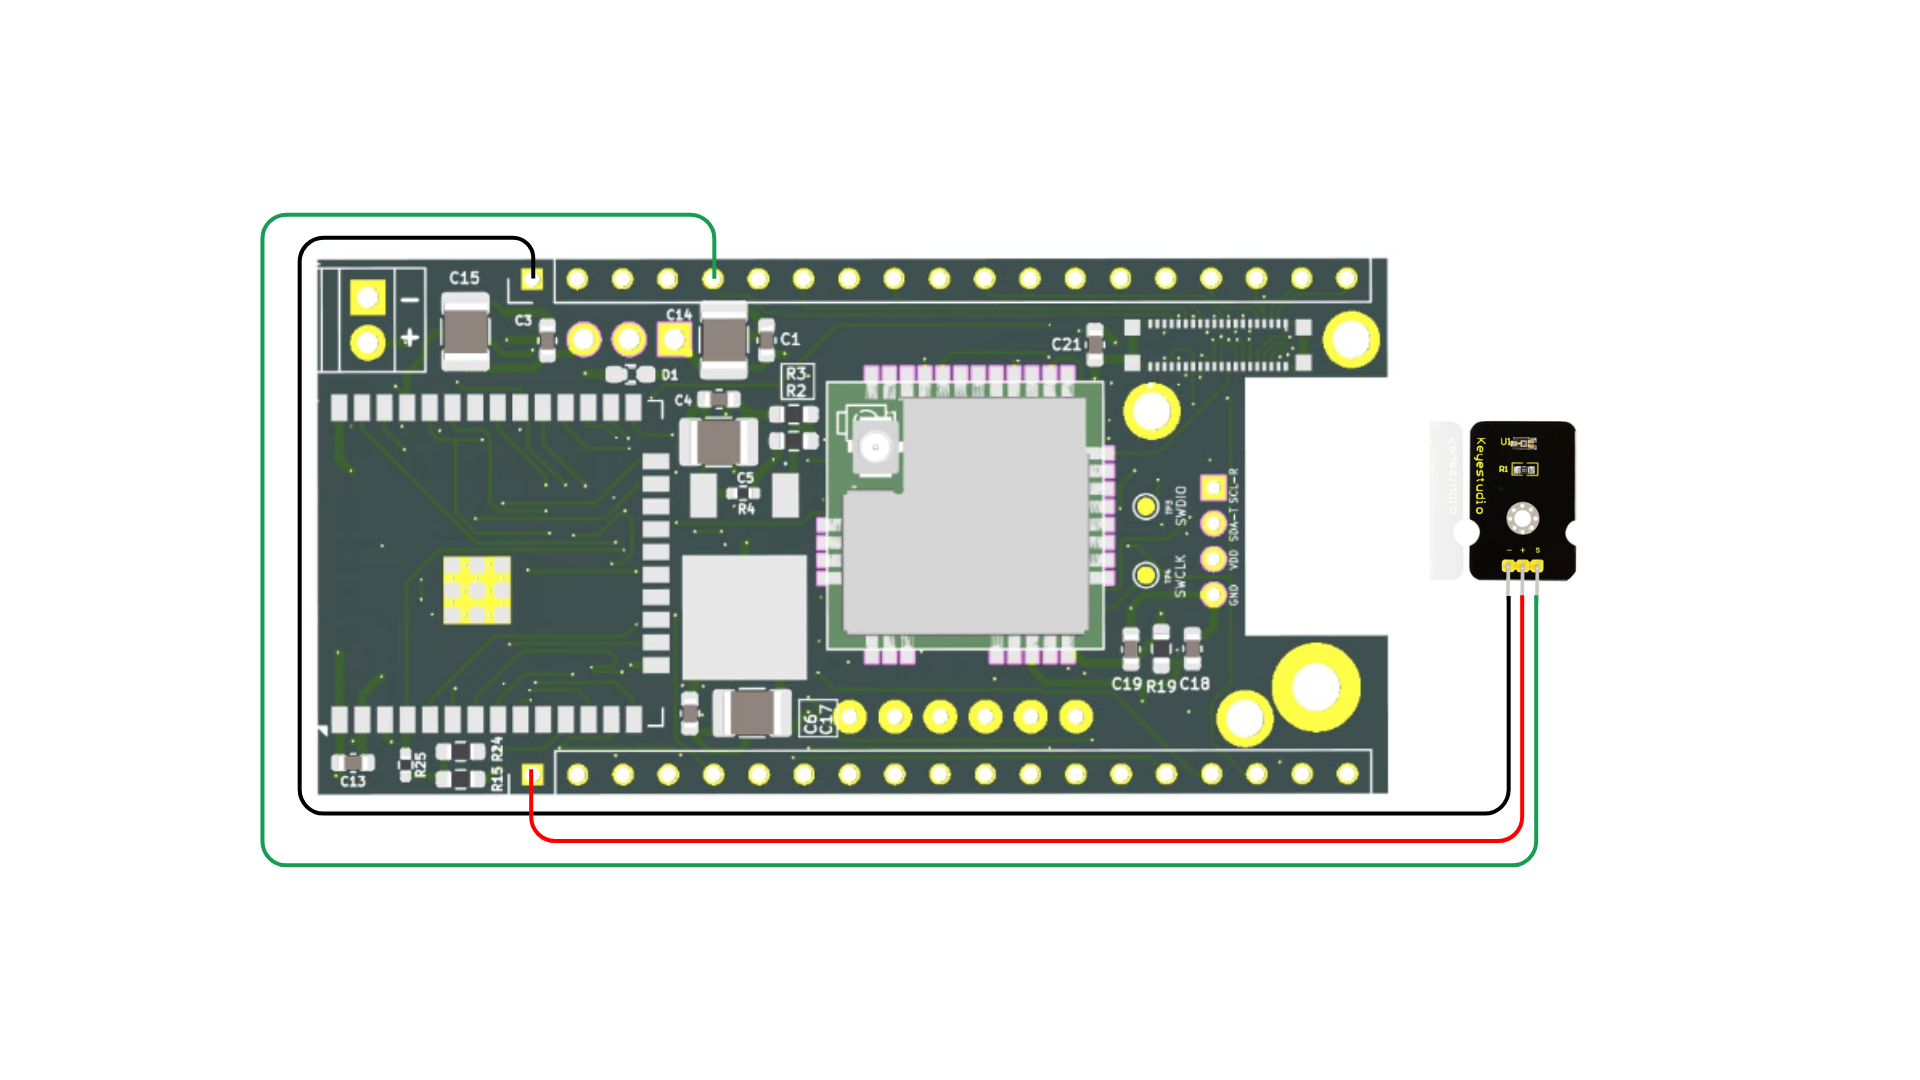 C15
−
+
C3
C14
C1
D1
R3
R2
C4
C5
R4
C21
TP3
SWDIO
TP4
SWCLK
SCL-R
SDA-T
VDD
GND
C19
R19
C18
C6
C17
C13
R25
R24
R15
U1
R1
Keyestudio
− + S